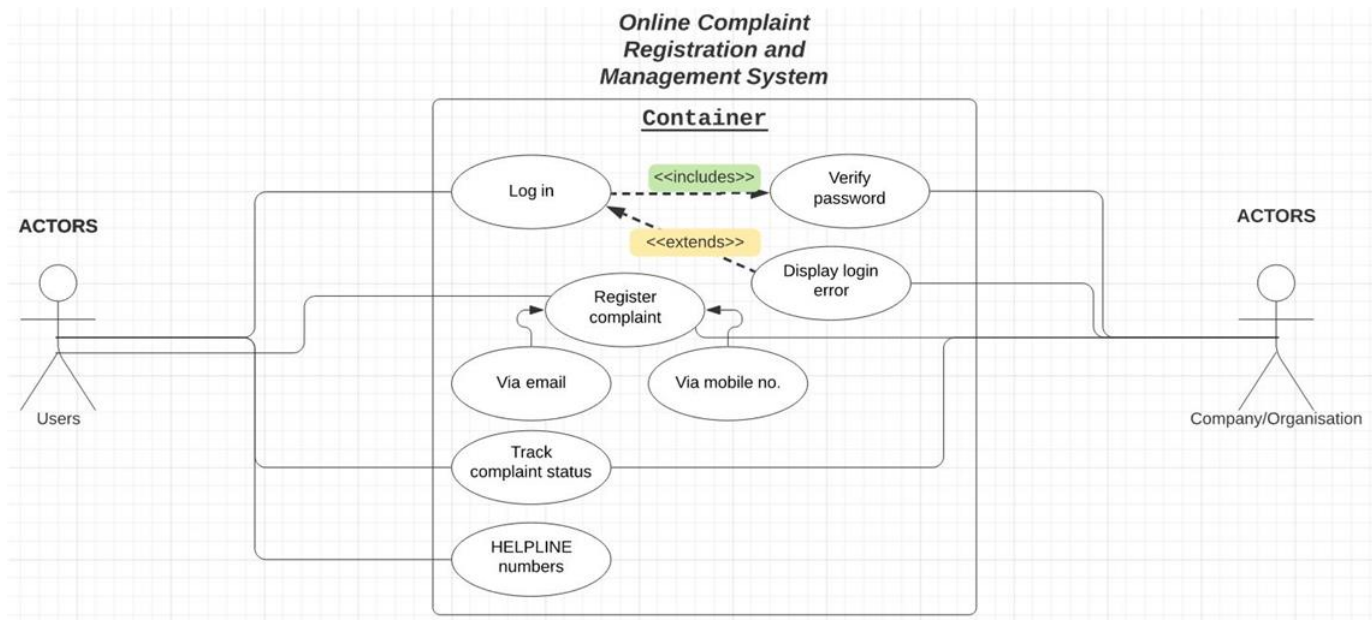 Online Complaint
Registration and
Management System
Container
Log in
<<includes>>
Verify
password
ACTORS
ACTORS
<<extends>>
Display login
error
Register
complaint
Via email
Via mobile no.
Users
Company/Organisation
Track
complaint status
HELPLINE
numbers